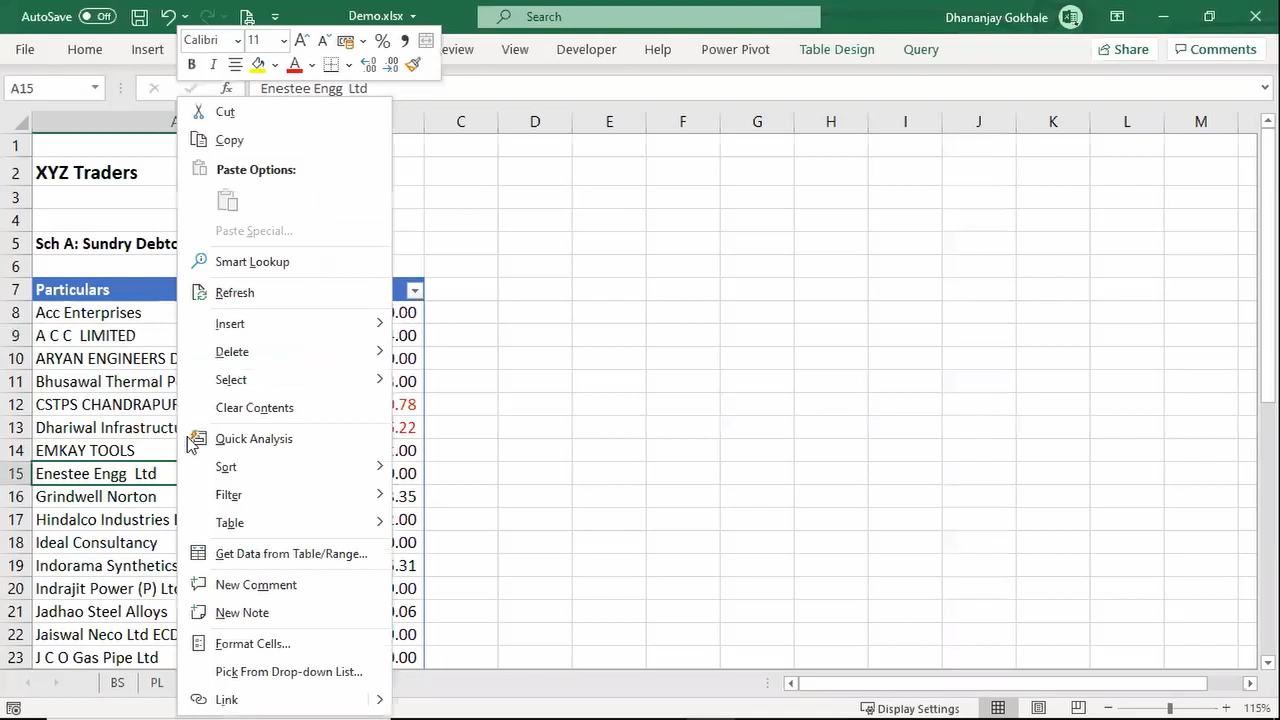 AutoSave Off Demo.xlsx Search Dhananjay Gokhale
File Home Insert eview View Developer Help Power Pivot Table Design Query Share Comments
Calibri 11
B I A
A15 fx Enestee Engg Ltd
A C D E F G H I J K L M
1
2 XYZ Traders
3
4
5 Sch A: Sundry Debto
6
7 Particulars
8 Acc Enterprises .00
9 A C C LIMITED .00
10 ARYAN ENGINEERS D .00
11 Bhusawal Thermal P .00
12 CSTPS CHANDRAPUR .78
13 Dhariwal Infrastructu .22
14 EMKAY TOOLS .00
15 Enestee Engg Ltd .00
16 Grindwell Norton .35
17 Hindalco Industries .00
18 Ideal Consultancy .00
19 Indorama Synthetics .31
20 Indrajit Power (P) Ltd .00
21 Jadhao Steel Alloys .06
22 Jaiswal Neco Ltd ECD .00
23 J C O Gas Pipe Ltd .00
Cut
Copy
Paste Options:
Paste Special...
Smart Lookup
Refresh
Insert
Delete
Select
Clear Contents
Quick Analysis
Sort
Filter
Table
Get Data from Table/Range...
New Comment
New Note
Format Cells...
Pick From Drop-down List...
Link
BS PL
Display Settings 115%